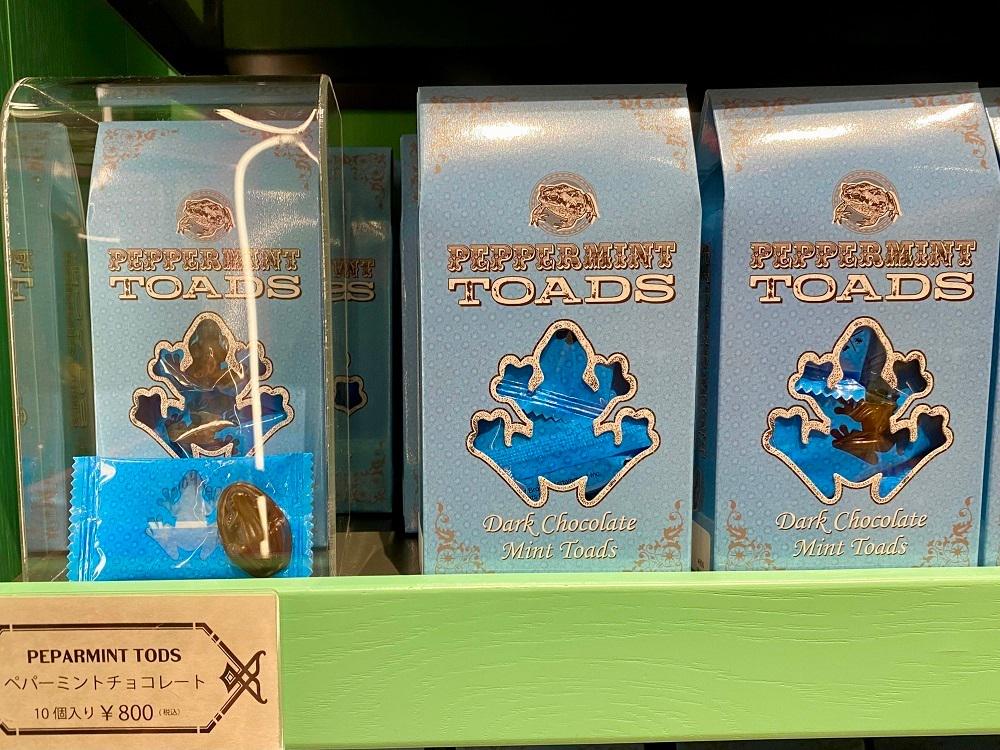 PEPPERMINT
TOADS
PEPPERMINT
TOADS
Dark Chocolate
Mint Toads
PEPPERMINT
TOADS
Dark Chocolate
Mint Toads
PEPARMINT TODS
ペパーミントチョコレート
10個入り ¥800 (税込)